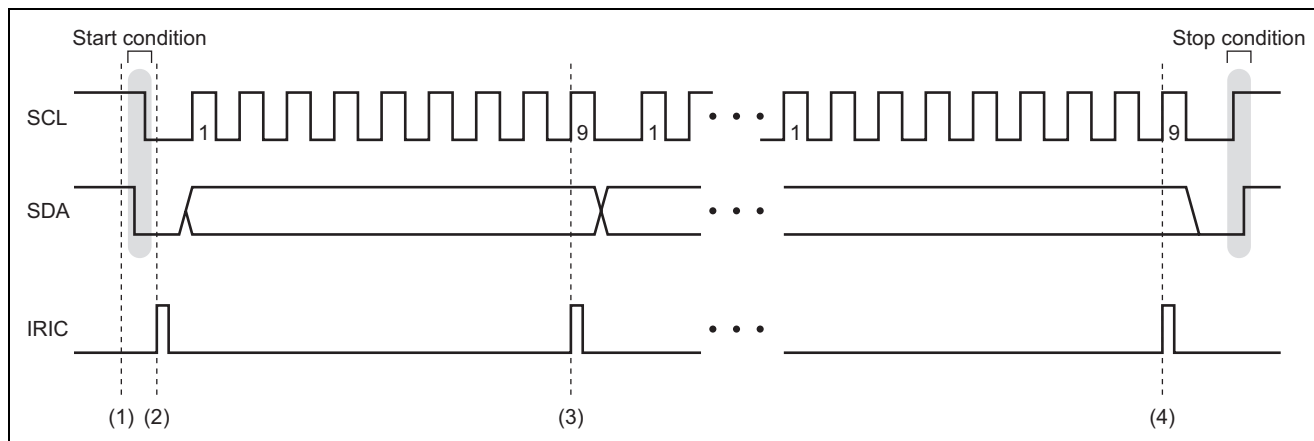 Start condition
Stop condition
SCL
1
9
1
• • •
1
9
SDA
• • •
IRIC
• • •
(1) (2) (3) (4)